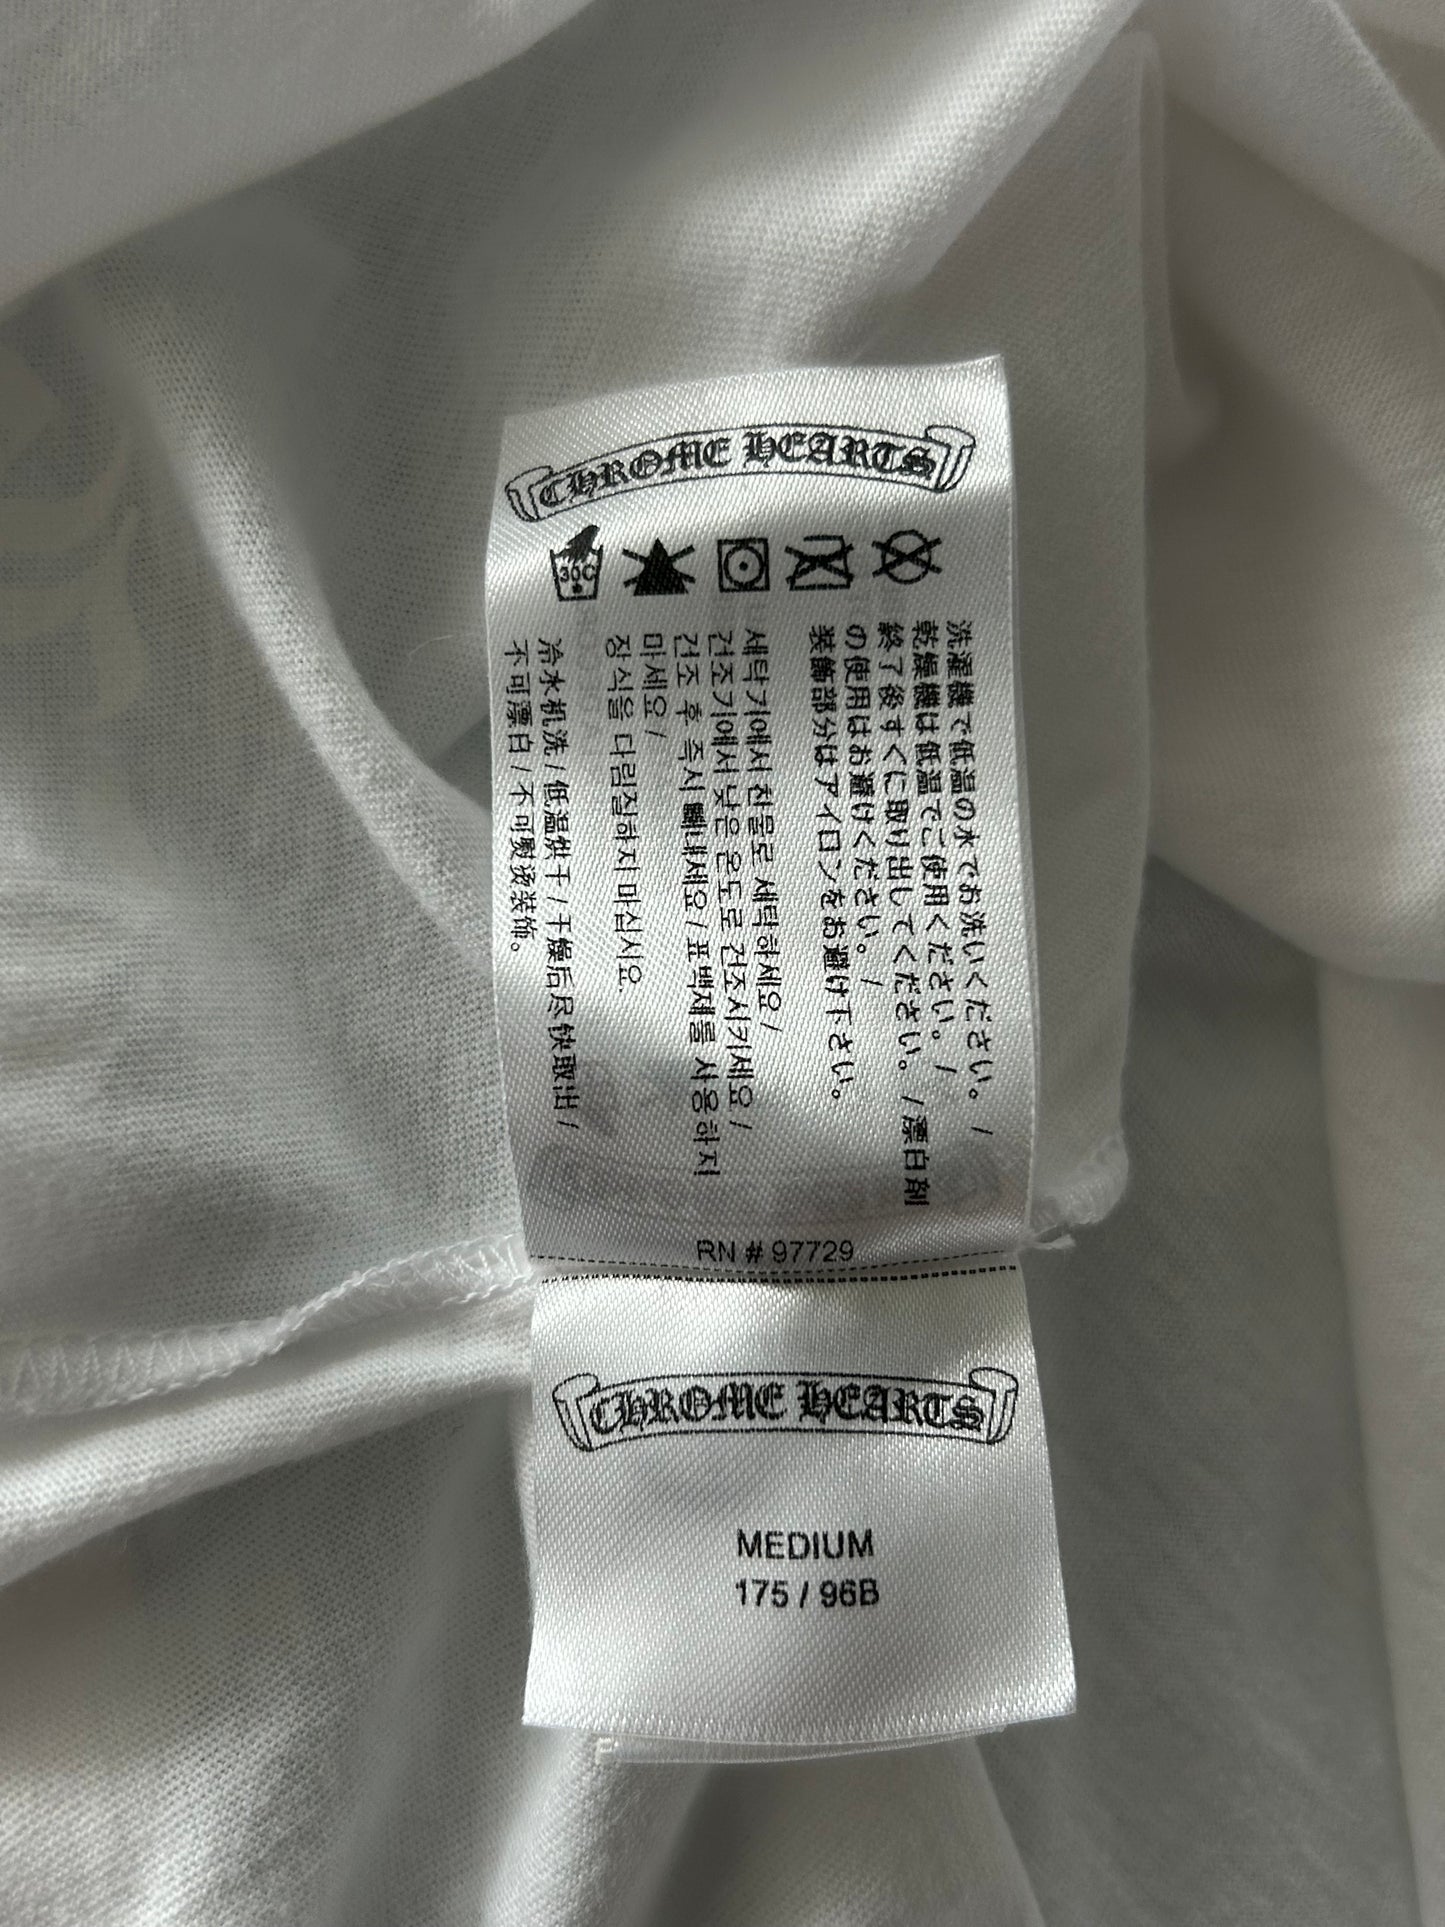 CHROME HEARTS
30C
洗濯機で低温の水でお洗いください。 /
乾燥機は低温でご使用ください。 /
終了後すぐに取り出してください。 /漂白剤
の使用はお避けください。 /
装飾部分はアイロンをお避け下さい。
세탁기에서 찬물로 세탁하세요 /
건조기에서 낮은 온도로 건조시키세요 /
건조 후 즉시 빼내세요 / 표백제를 사용하지
마세요 /
장식을 다림질하지 마십시요.
冷水机洗 / 低温烘干 / 干燥后尽快取出 /
不可漂白 / 不可熨烫装饰。
RN # 97729
CHROME HEARTS
MEDIUM
175 / 96B